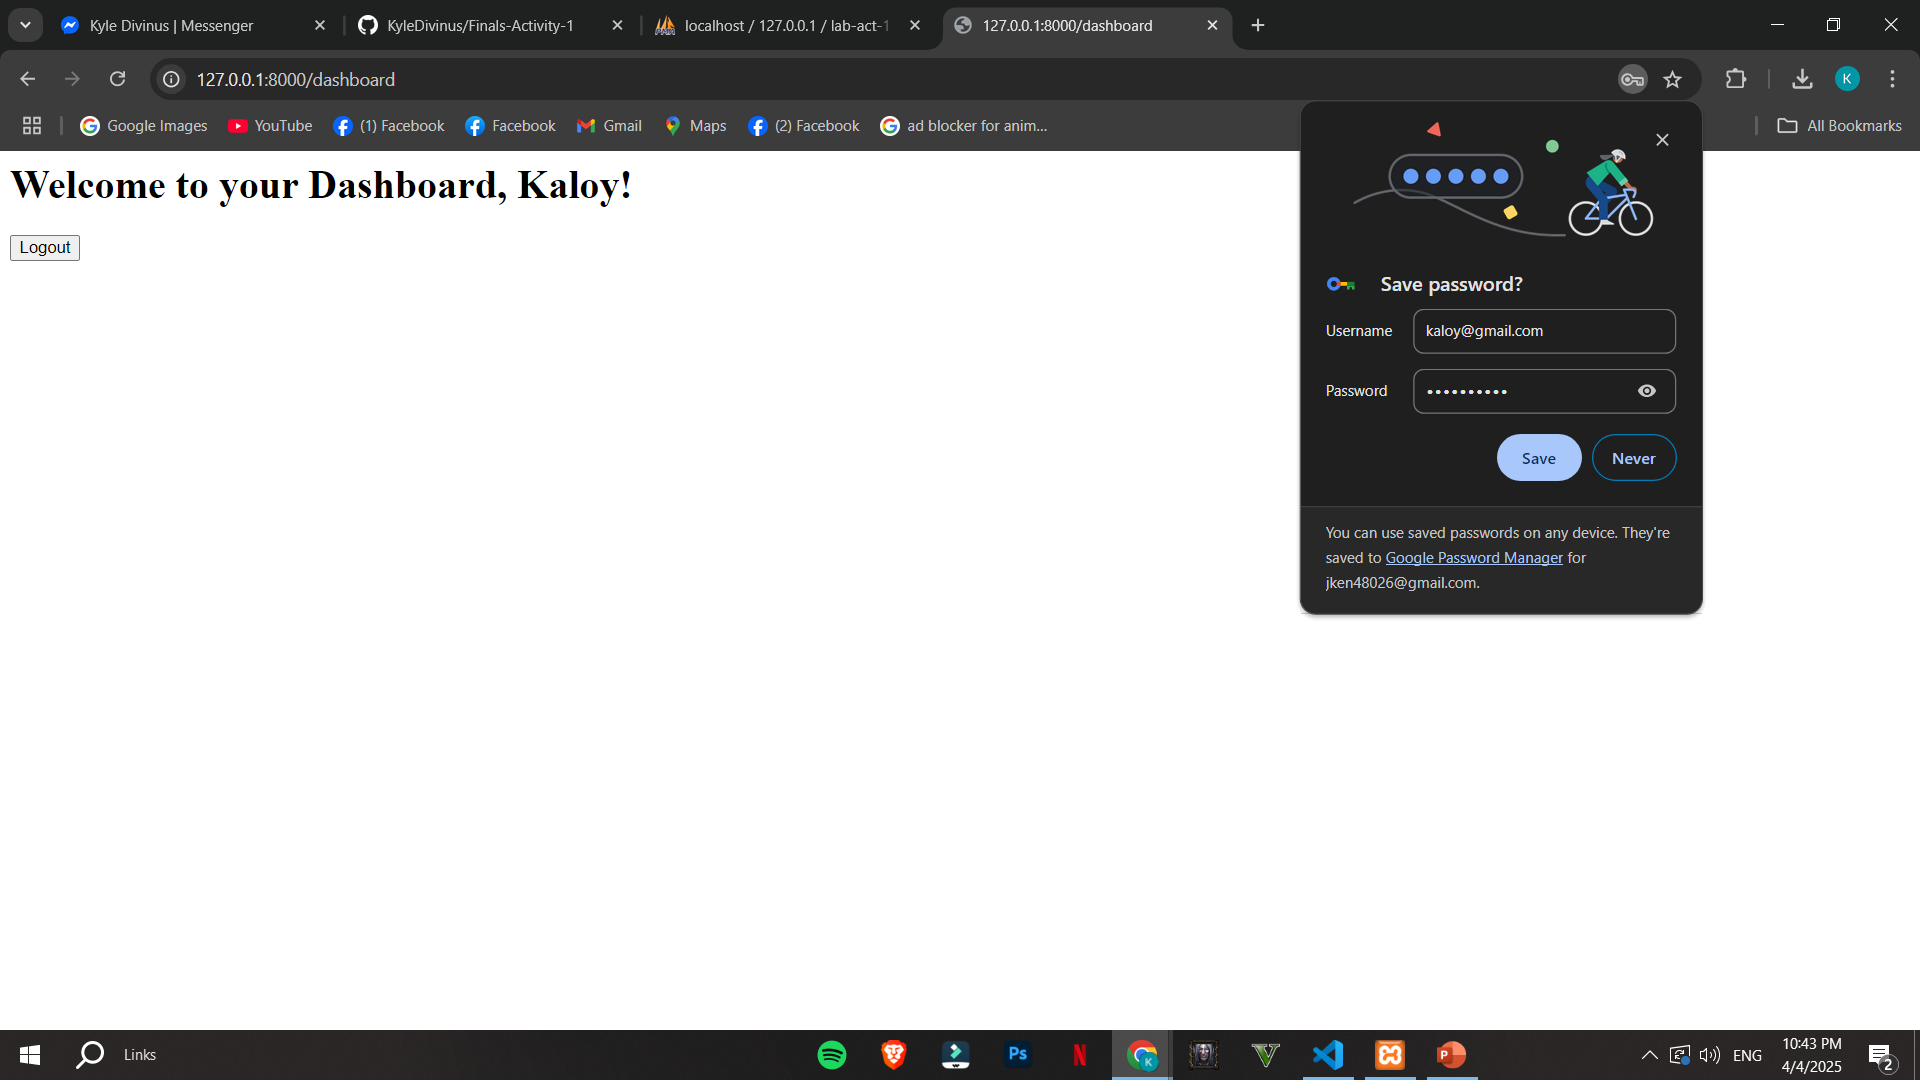 Kyle Divinus | Messenger
KyleDivinus/Finals-Activity-1
localhost / 127.0.0.1 / lab-act-1
127.0.0.1:8000/dashboard
127.0.0.1:8000/dashboard
K
Google Images
YouTube
(1) Facebook
Facebook
Gmail
Maps
(2) Facebook
ad blocker for anim...
All Bookmarks
Welcome to your Dashboard, Kaloy!
Logout
Save password?
Username
kaloy@gmail.com
Password
Save
Never
You can use saved passwords on any device. They're
saved to Google Password Manager for
jken48026@gmail.com.
Links
Ps
N
K
V
P
ENG
10:43 PM
4/4/2025
2